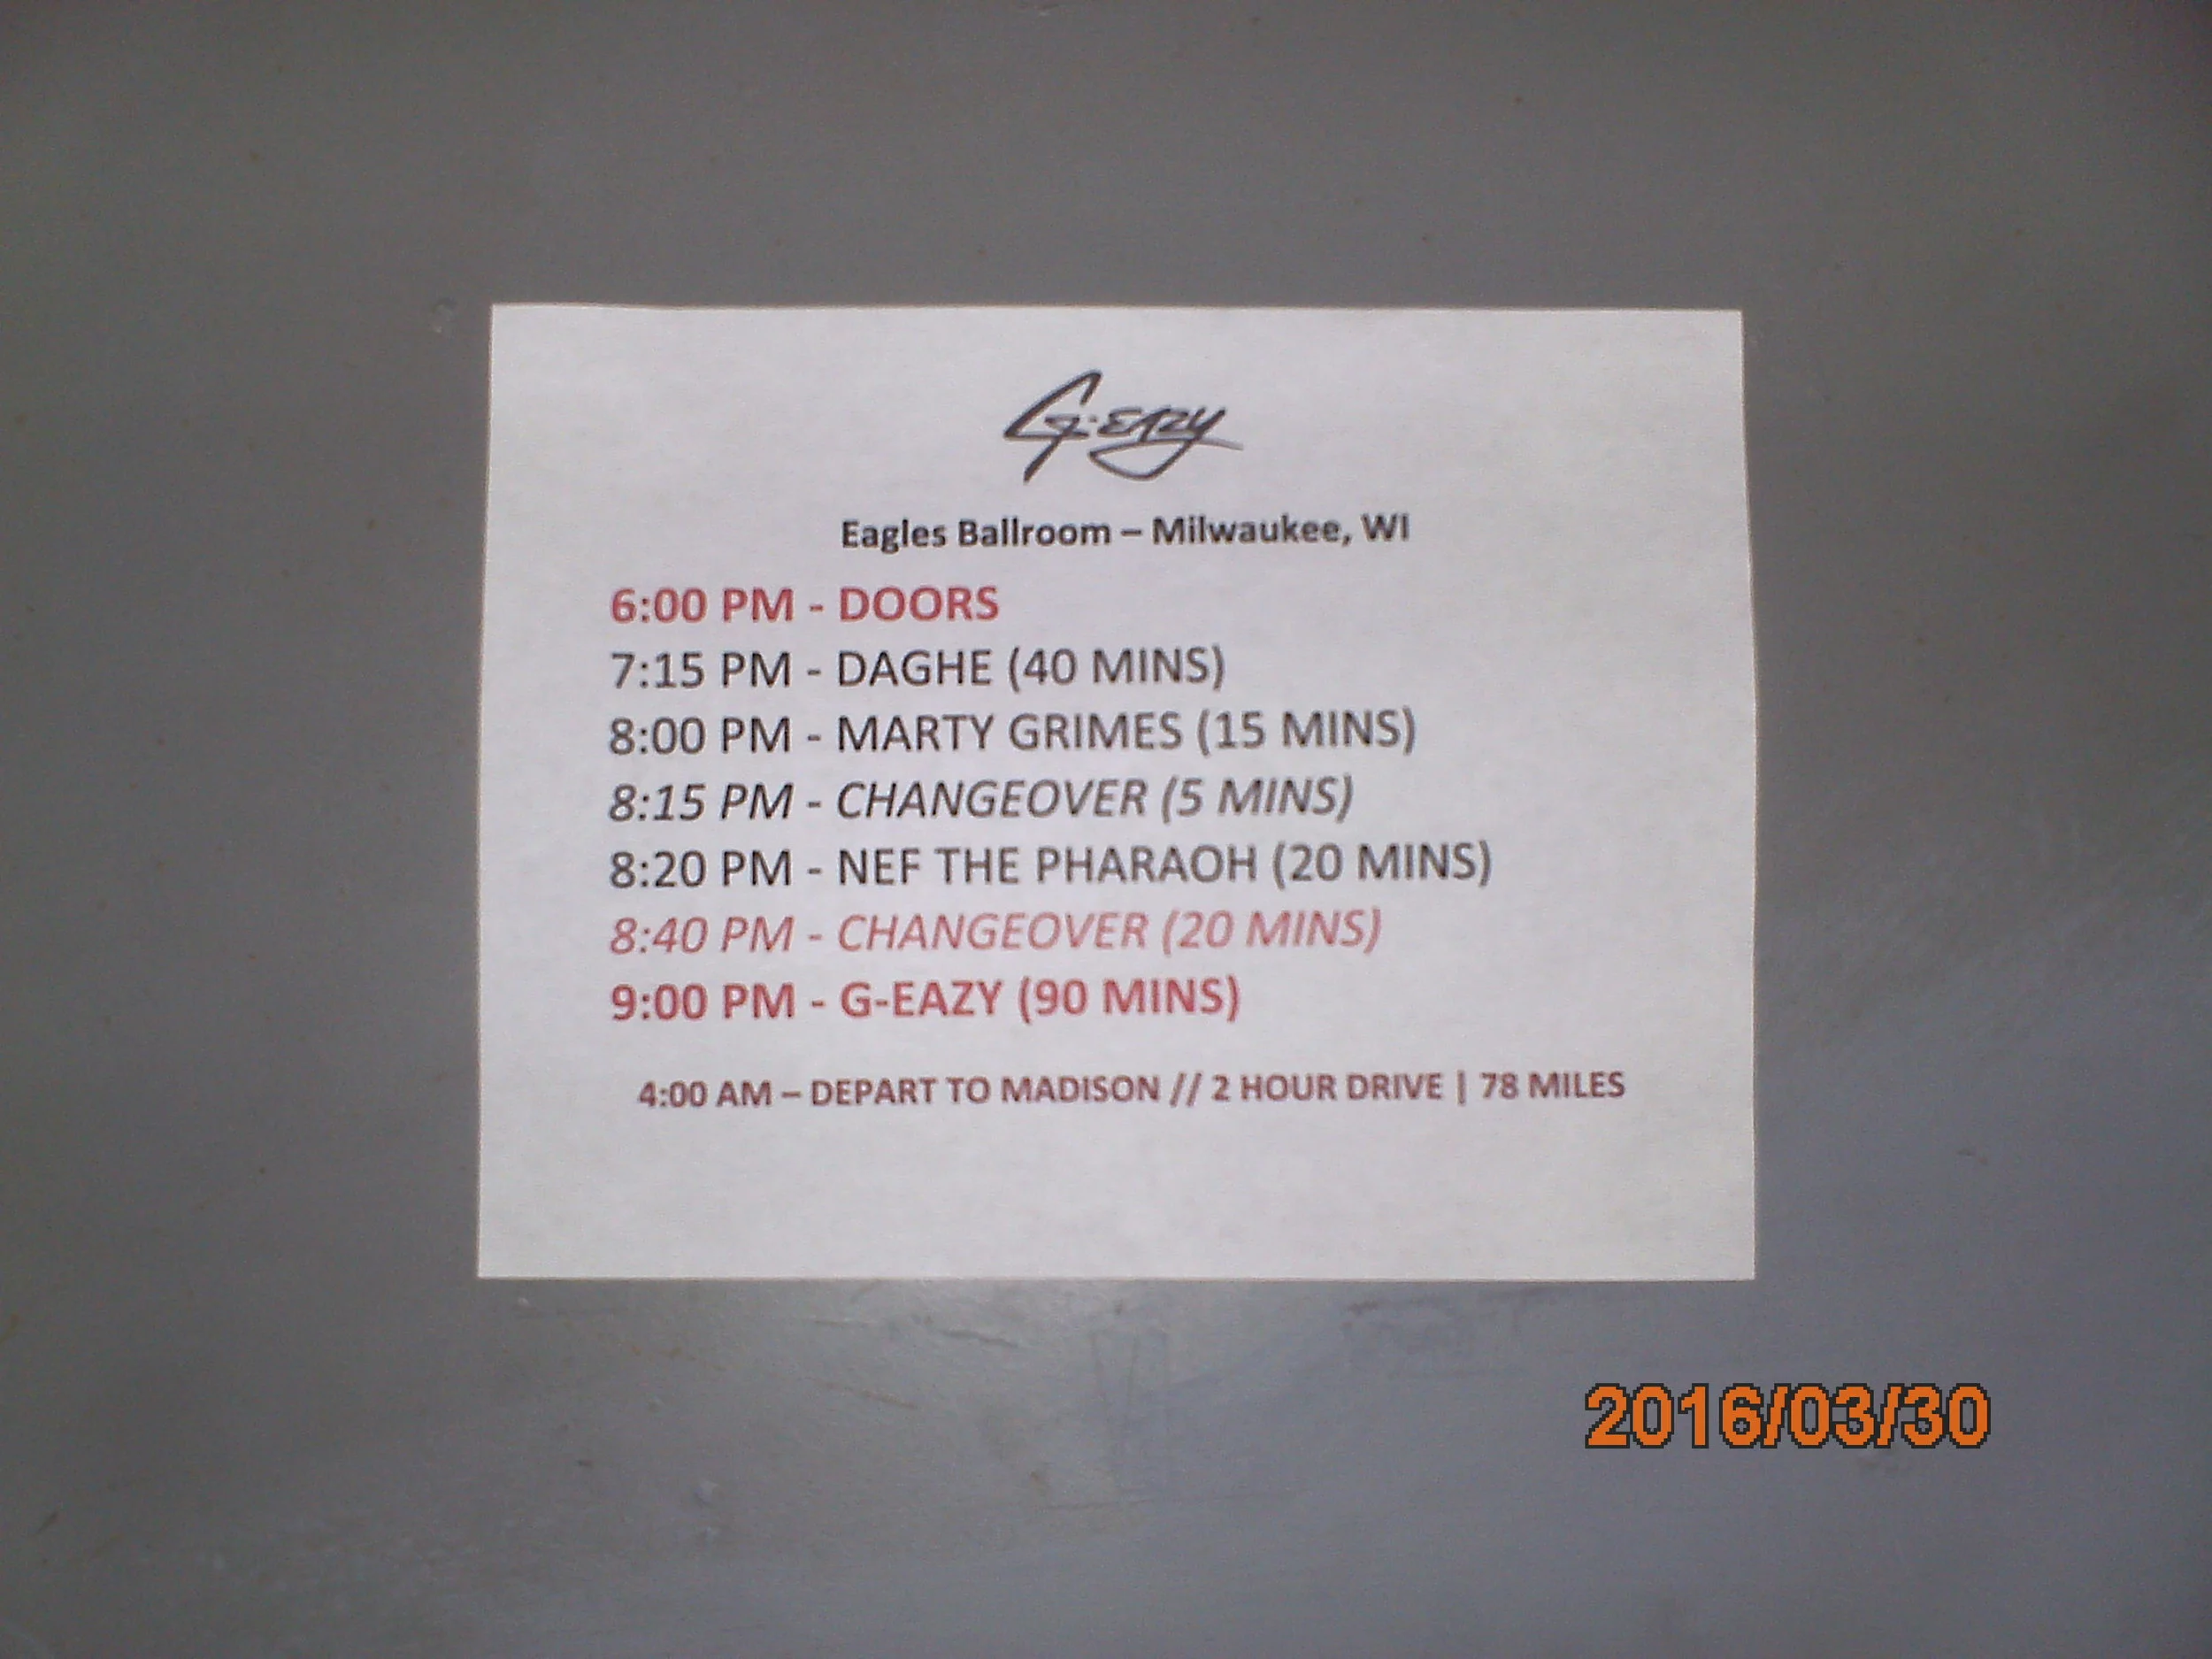 G-Eazy
Eagles Ballroom – Milwaukee, WI
6:00 PM - DOORS
7:15 PM - DAGHE (40 MINS)
8:00 PM - MARTY GRIMES (15 MINS)
8:15 PM - CHANGEOVER (5 MINS)
8:20 PM - NEF THE PHARAOH (20 MINS)
8:40 PM - CHANGEOVER (20 MINS)
9:00 PM - G-EAZY (90 MINS)
4:00 AM – DEPART TO MADISON // 2 HOUR DRIVE | 78 MILES
2016/03/30